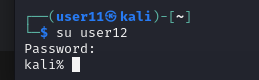 ┌──(user11㉿kali)-[~]
└─$ su user12
Password:
kali%